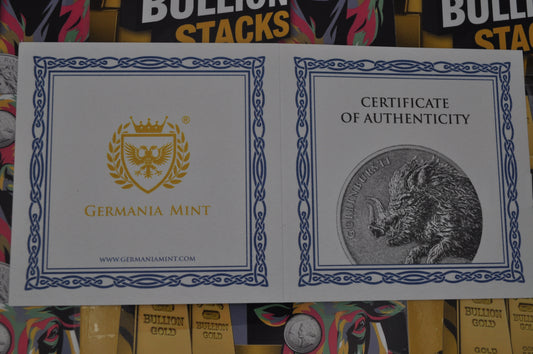 BULLION
STACKS
BULLION
STACKS
GERMANIA MINT
®
WWW.GERMANIAMINT.COM
CERTIFICATE
OF AUTHENTICITY
GULLINBURSTI
BULLION
GOLD
BULLION
GOLD
BULLION
GOLD
BULLION
GOLD